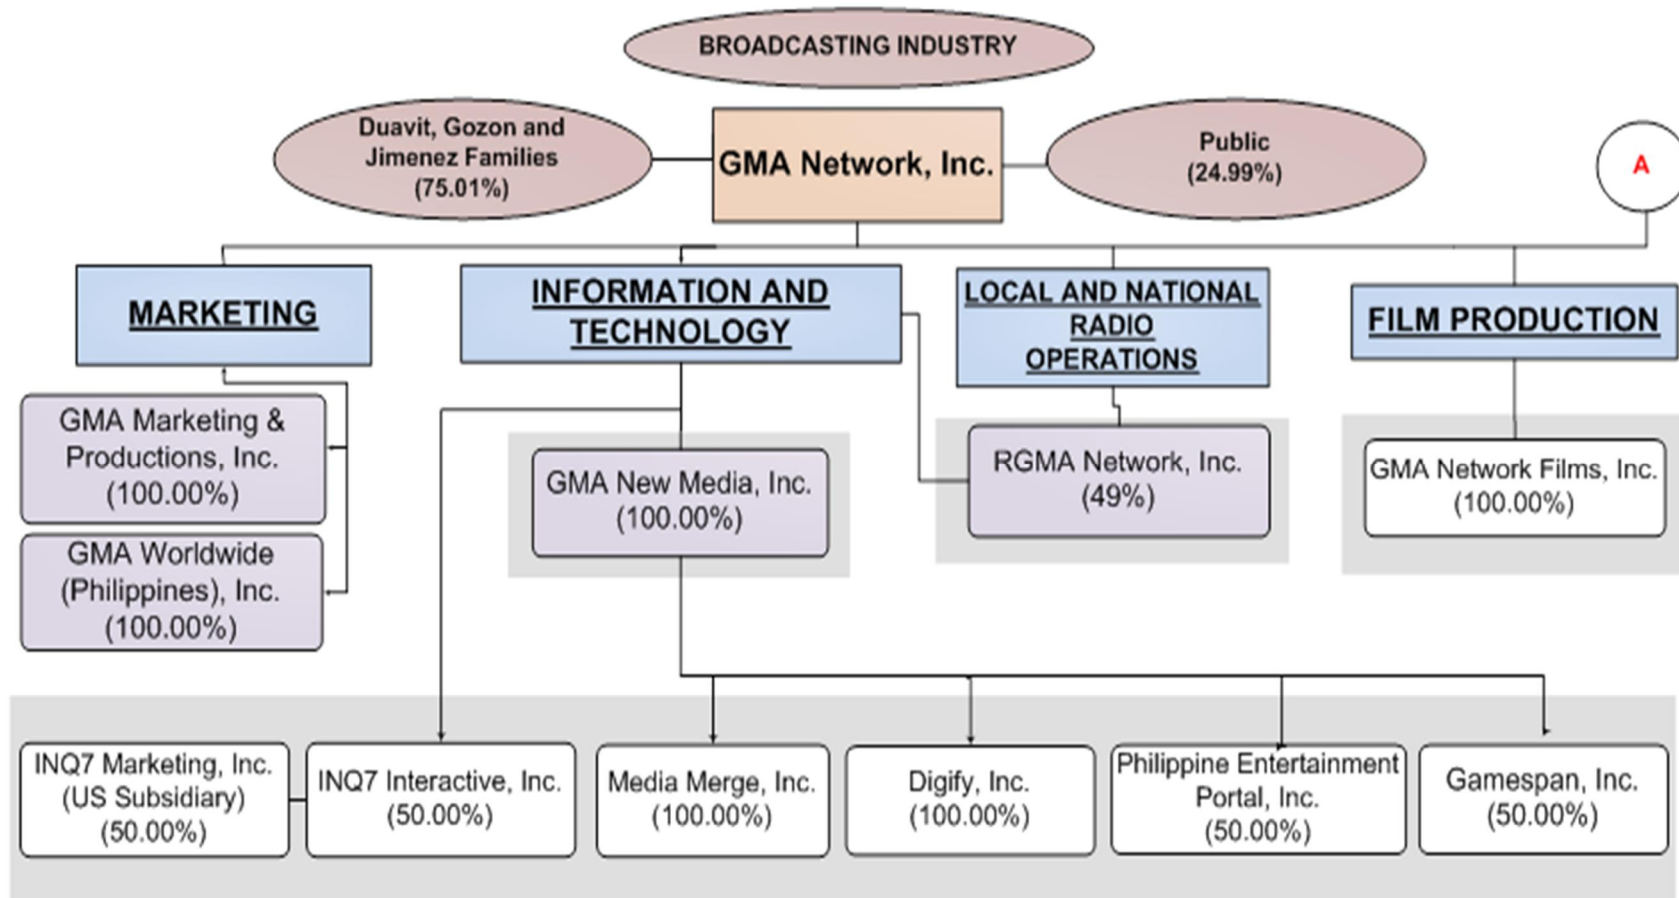 BROADCASTING INDUSTRY
Duavit, Gozon and
Jimenez Families
(75.01%)
GMA Network, Inc.
Public
(24.99%)
A
MARKETING
INFORMATION AND
TECHNOLOGY
LOCAL AND NATIONAL
RADIO
OPERATIONS
FILM PRODUCTION
GMA Marketing &
Productions, Inc.
(100.00%)
GMA Worldwide
(Philippines), Inc.
(100.00%)
GMA New Media, Inc.
(100.00%)
RGMA Network, Inc.
(49%)
GMA Network Films, Inc.
(100.00%)
INQ7 Marketing, Inc.
(US Subsidiary)
(50.00%)
INQ7 Interactive, Inc.
(50.00%)
Media Merge, Inc.
(100.00%)
Digify, Inc.
(100.00%)
Philippine Entertainment
Portal, Inc.
(50.00%)
Gamespan, Inc.
(50.00%)